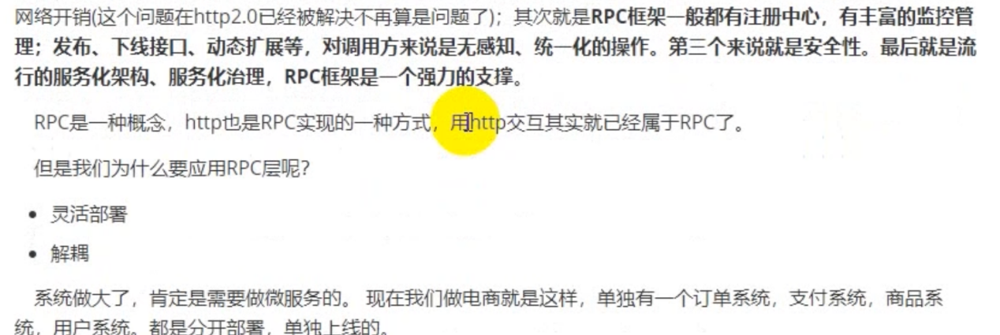 网络开销(这个问题在http2.0已经被解决不再算是问题了)；其次就是RPC框架一般都有注册中心，有丰富的监控管
理；发布、下线接口、动态扩展等，对调用方来说是无感知、统一化的操作。第三个来说就是安全性。最后就是流
行的服务化架构、服务化治理，RPC框架是一个强力的支撑。
RPC是一种概念，http也是RPC实现的一种方式，用http交互其实就已经属于RPC了。
但是我们为什么要应用RPC层呢？
灵活部署
解耦
系统做大了，肯定是需要做微服务的。 现在我们做电商就是这样，单独有一个订单系统，支付系统，商品系
统，用户系统。都是分开部署，单独上线的。